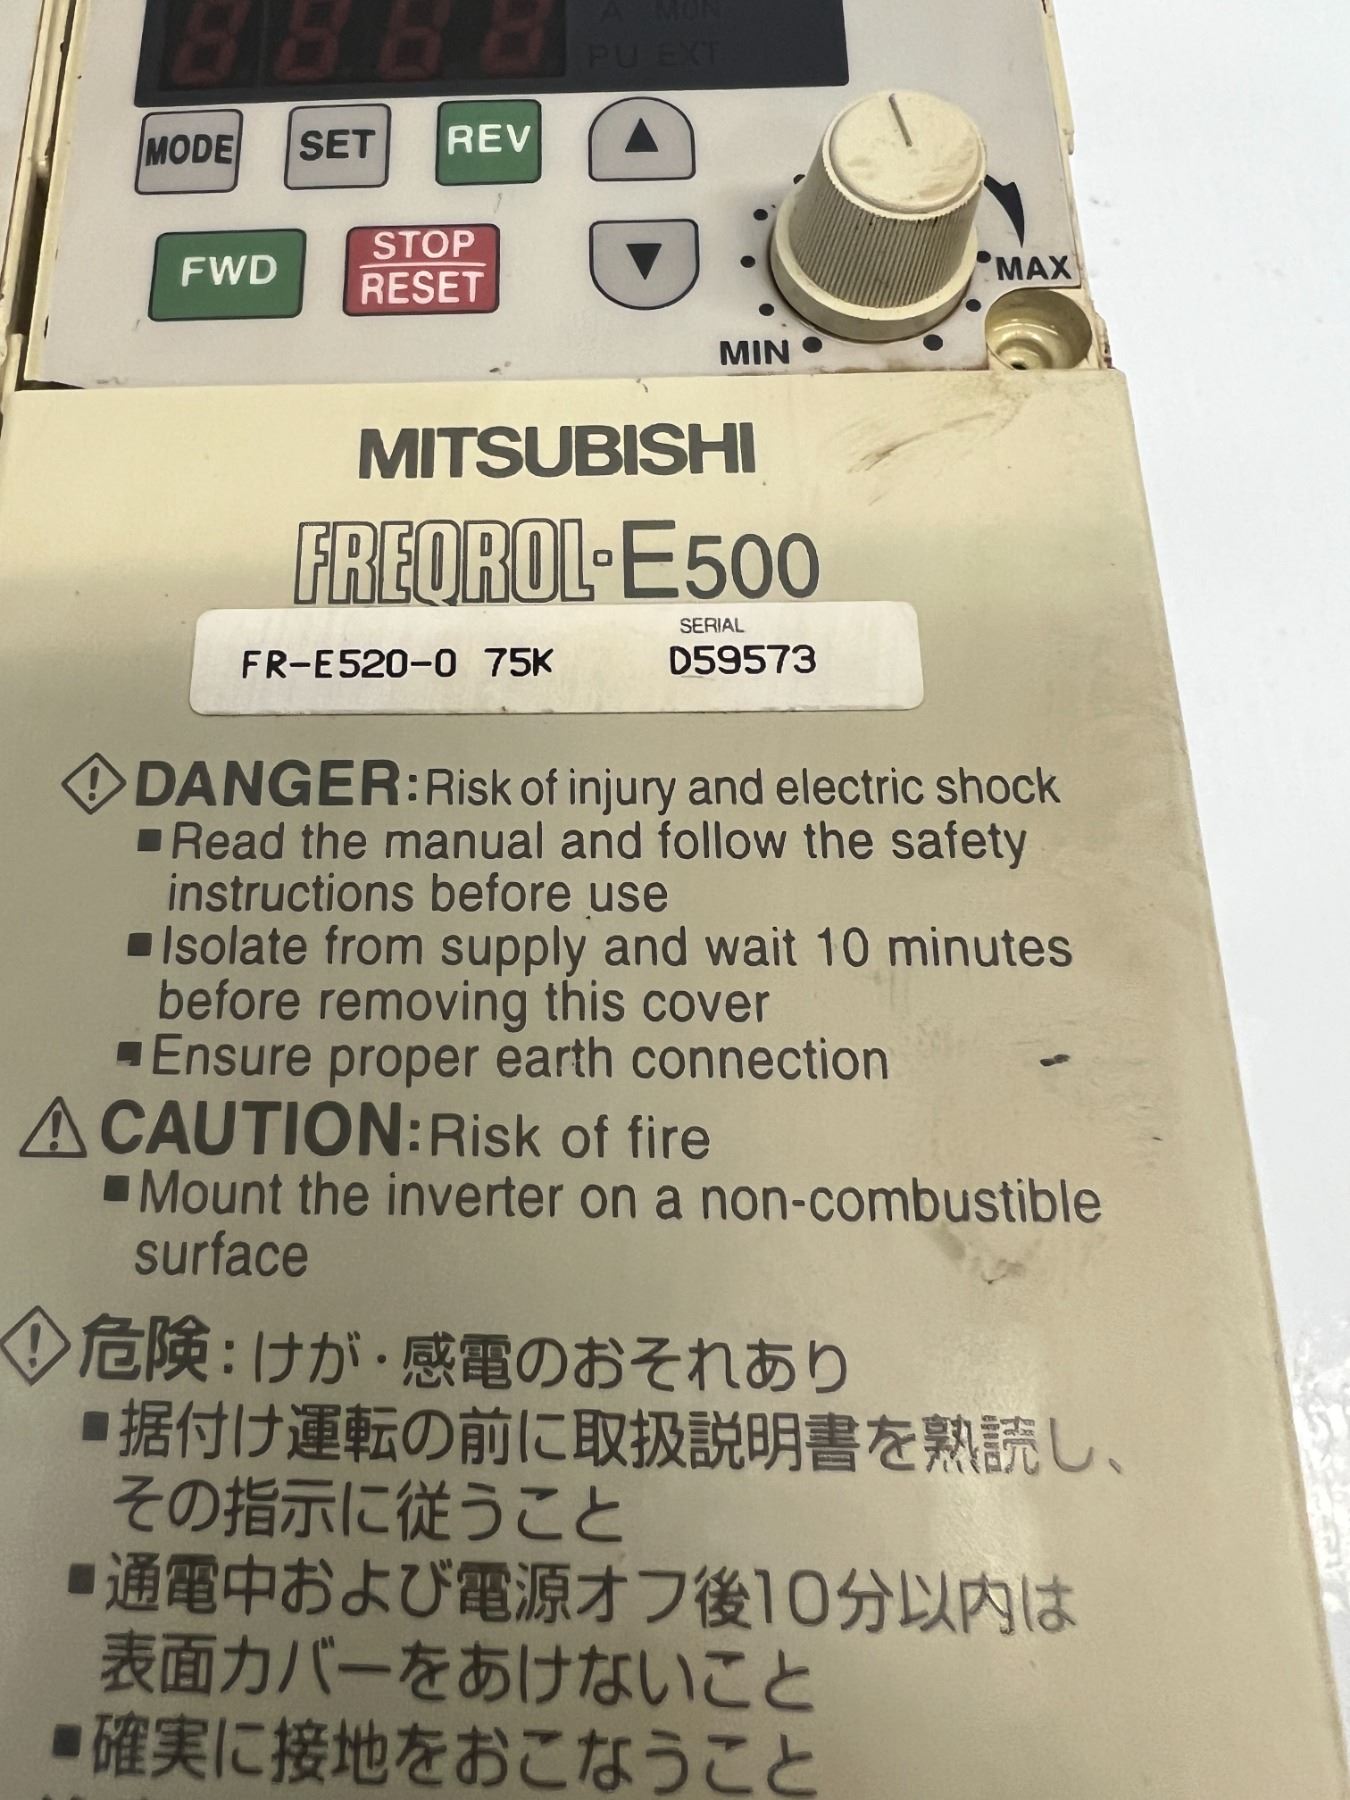 A MON
PU EXT
MODE SET REV ▲
FWD STOP RESET ▼
MAX
MIN
MITSUBISHI
FREQROL-E500
SERIAL
FR-E520-0 75K D59573
DANGER:Risk of injury and electric shock
■Read the manual and follow the safety
instructions before use
■Isolate from supply and wait 10 minutes
before removing this cover
■Ensure proper earth connection
CAUTION:Risk of fire
■Mount the inverter on a non-combustible
surface
危険:けが・感電のおそれあり
■据付け運転の前に取扱説明書を熟読し、
その指示に従うこと
■通電中および電源オフ後10分以内は
表面カバーをあけないこと
■確実に接地をおこなうこと